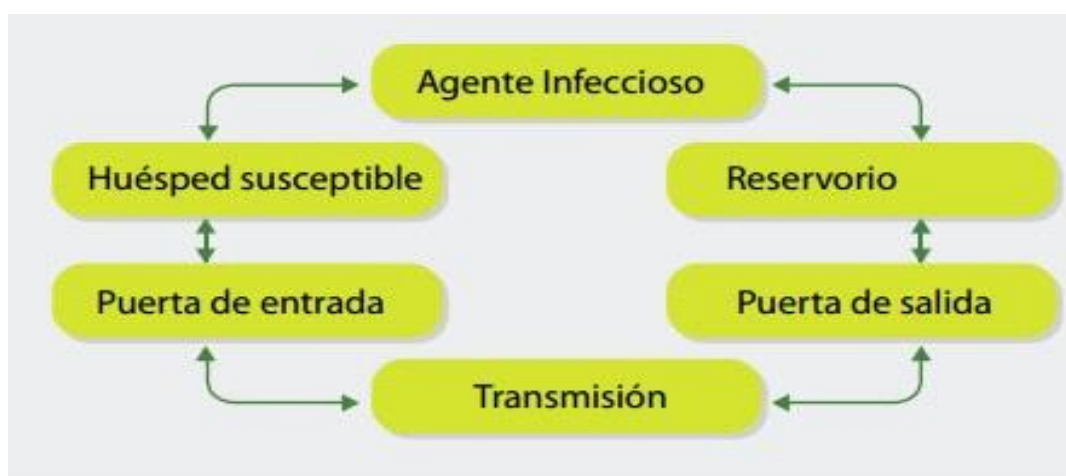 Agente Infeccioso
Huésped susceptible
Reservorio
Puerta de entrada
Puerta de salida
Transmisión